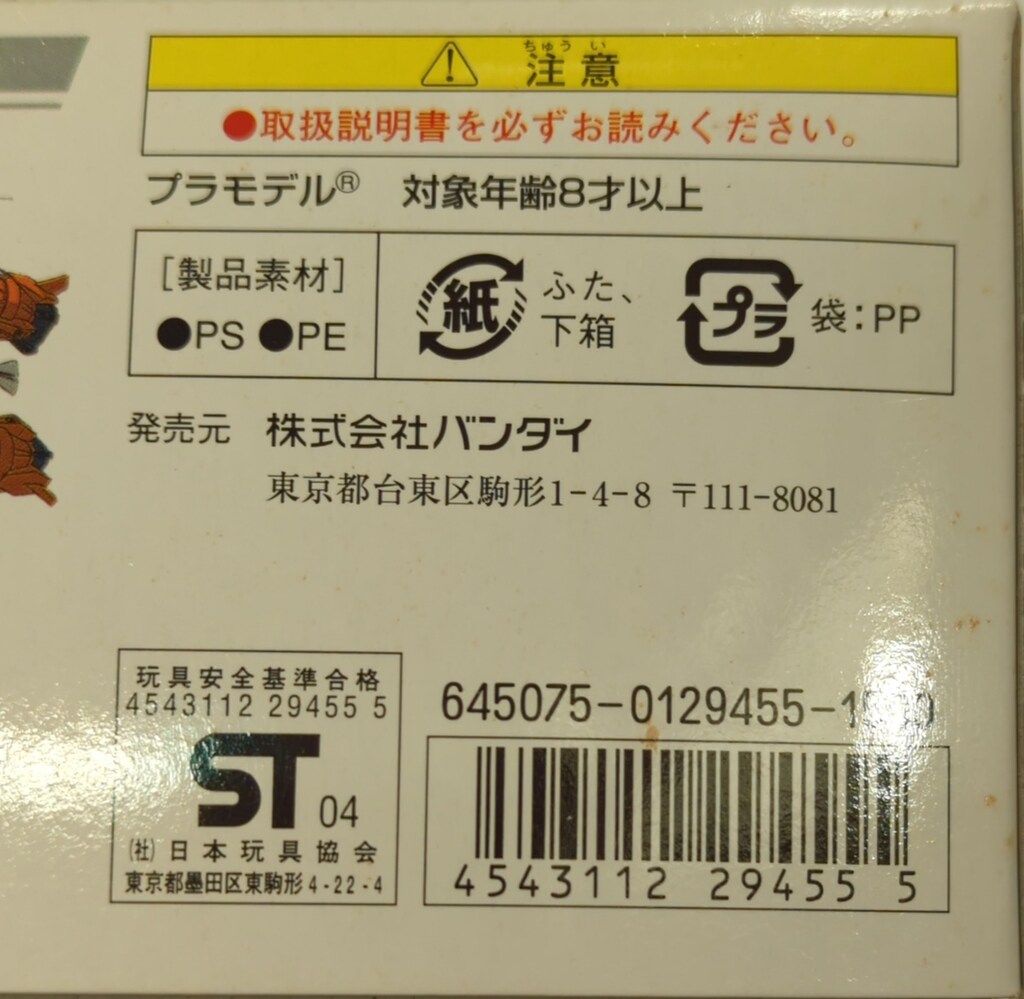 ちゅう い
注意
●取扱説明書を必ずお読みください。
プラモデル® 対象年齢8才以上
[製品素材]
●PS ●PE
紙
ふた、
下箱
プラ
袋:PP
発売元 株式会社バンダイ
東京都台東区駒形1-4-8 〒111-8081
玩具安全基準合格
4543112 29455 5
ST 04
(社)日本玩具協会
東京都墨田区東駒形4-22-4
645075-0129455-
4543112 29455 5